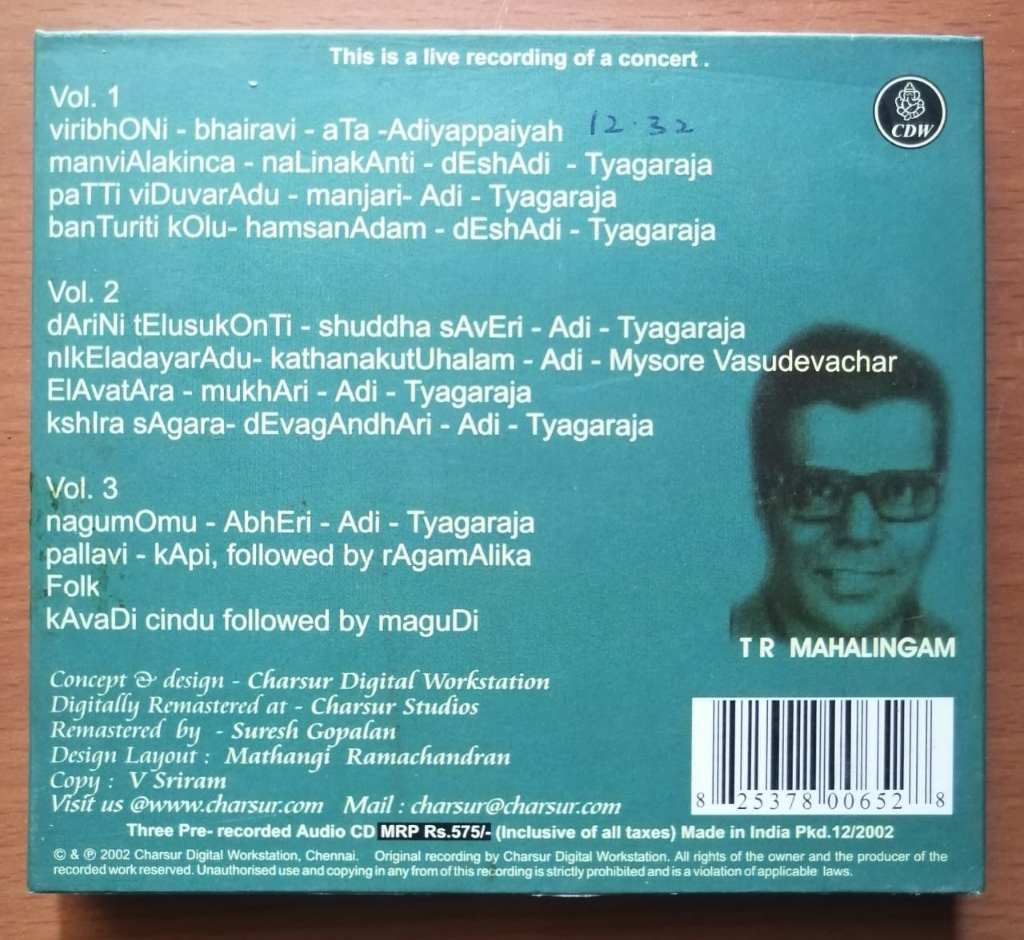 This is a live recording of a concert .
CDW
Vol. 1
viribhONi - bhairavi - aTa -Adiyappaiyah 12.32
manviAlakinca - naLinakAnti - dEshAdi - Tyagaraja
paTTi viDuvarAdu - manjari- Adi - Tyagaraja
banTuriti kOlu- hamsanAdam - dEshAdi - Tyagaraja
Vol. 2
dAriNi tElusukOnTi - shuddha sAvEri - Adi - Tyagaraja
nIkEladayarAdu- kathanakutUhalam - Adi - Mysore Vasudevachar
ElAvatAra - mukhAri - Adi - Tyagaraja
kshIra sAgara- dEvagAndhAri - Adi - Tyagaraja
Vol. 3
nagumOmu - AbhEri - Adi - Tyagaraja
pallavi - kApi, followed by rAgamAlika
Folk
kAvaDi cindu followed by maguDi
T R MAHALINGAM
Concept & design - Charsur Digital Workstation
Digitally Remastered at - Charsur Studios
Remastered by - Suresh Gopalan
Design Layout : Mathangi Ramachandran
Copy : V Sriram
Visit us @www.charsur.com Mail : charsur@charsur.com
8 25378 00652 8
Three Pre- recorded Audio CD MRP Rs.575/- (Inclusive of all taxes) Made in India Pkd.12/2002
© & ℗ 2002 Charsur Digital Workstation, Chennai. Original recording by Charsur Digital Workstation. All rights of the owner and the producer of the
recorded work reserved. Unauthorised use and copying in any from of this recording is strictly prohibited and is a violation of applicable laws.